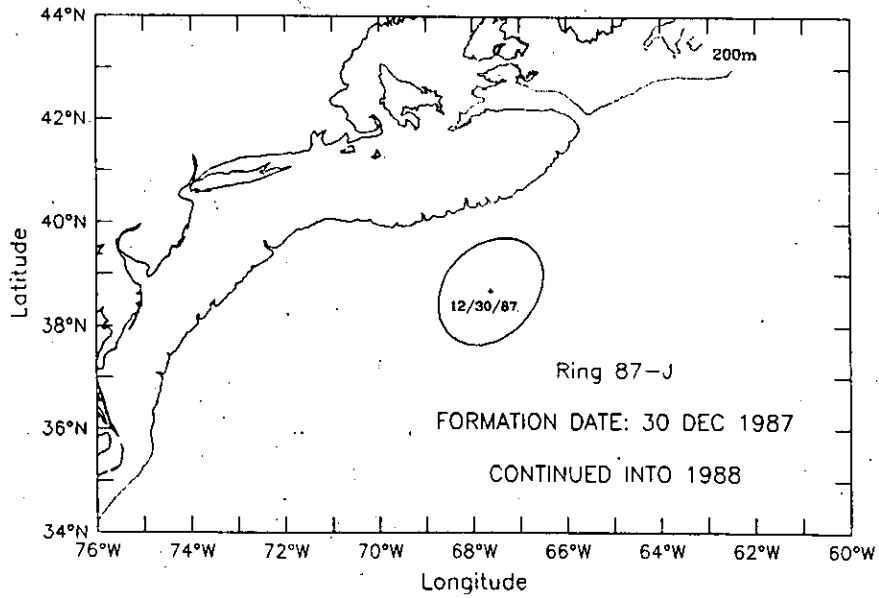 44°N
42°N
40°N
38°N
36°N
34°N
Latitude
200m
12/30/87
Ring 87-J
FORMATION DATE: 30 DEC 1987
CONTINUED INTO 1988
76°W 74°W 72°W 70°W 68°W 66°W 64°W 62°W 60°W
Longitude